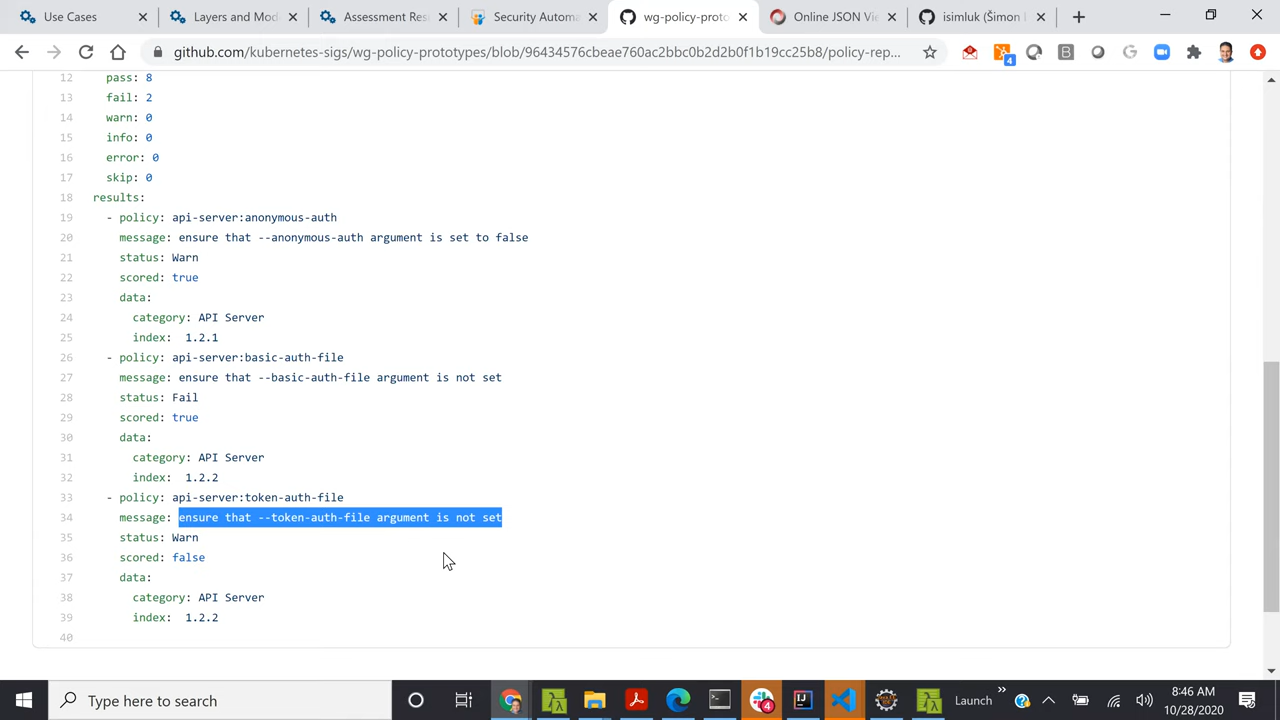 Use Cases
Layers and Mod
Assessment Res
Security Automa
wg-policy-proto
Online JSON Vie
isimluk (Šimon
github.com/kubernetes-sigs/wg-policy-prototypes/blob/96434576cbeae760ac2bbc0b2d2b0f1b19cc25b8/policy-rep...
4
12 pass: 8
13 fail: 2
14 warn: 0
15 info: 0
16 error: 0
17 skip: 0
18 results:
19 - policy: api-server:anonymous-auth
20 message: ensure that --anonymous-auth argument is set to false
21 status: Warn
22 scored: true
23 data:
24 category: API Server
25 index: 1.2.1
26 - policy: api-server:basic-auth-file
27 message: ensure that --basic-auth-file argument is not set
28 status: Fail
29 scored: true
30 data:
31 category: API Server
32 index: 1.2.2
33 - policy: api-server:token-auth-file
34 message: ensure that --token-auth-file argument is not set
35 status: Warn
36 scored: false
37 data:
38 category: API Server
39 index: 1.2.2
40
Type here to search
4
Launch
8:46 AM
10/28/2020